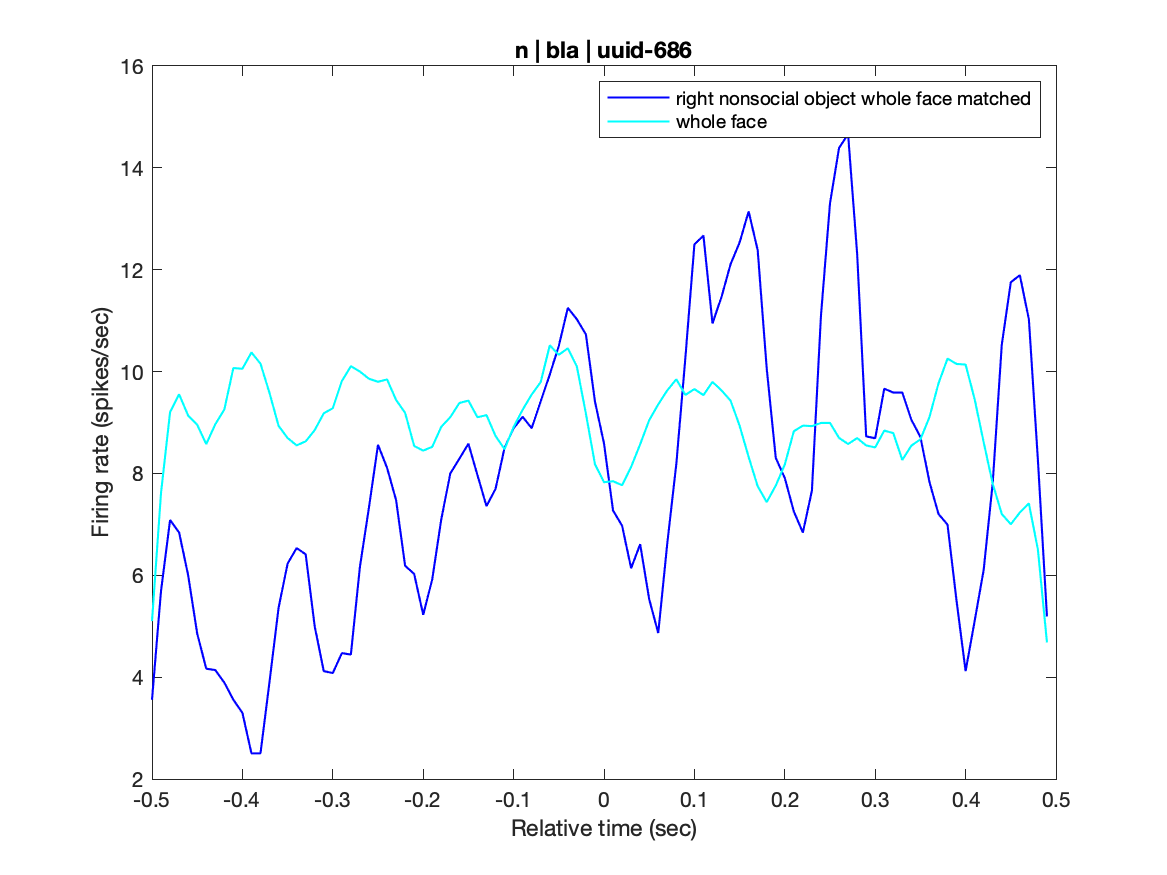 n | bla | uuid-686
right nonsocial object whole face matched
whole face
Firing rate (spikes/sec)
16
14
12
10
8
6
4
2
-0.5 -0.4 -0.3 -0.2 -0.1 0 0.1 0.2 0.3 0.4 0.5
Relative time (sec)